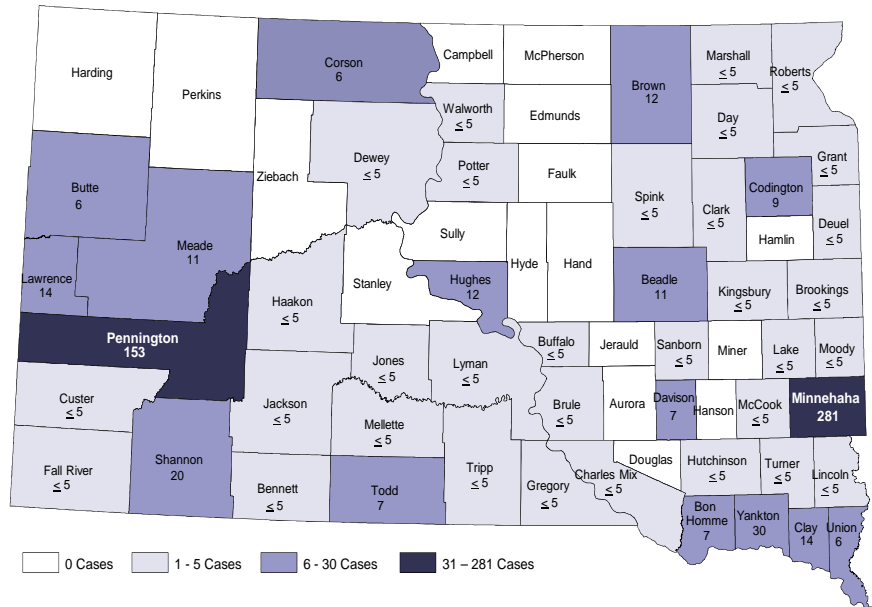 Harding
Perkins
Corson
6
Campbell
McPherson
Brown
12
Marshall
≤ 5
Roberts
≤ 5
Walworth
≤ 5
Edmunds
Day
≤ 5
Butte
6
Ziebach
Dewey
≤ 5
Potter
≤ 5
Faulk
Spink
≤ 5
Clark
≤ 5
Codington
9
Grant
≤ 5
Deuel
≤ 5
Hamlin
Meade
11
Lawrence
14
Sully
Hyde
Hand
Stanley
Hughes
12
Beadle
11
Kingsbury
≤ 5
Brookings
≤ 5
Haakon
≤ 5
Pennington
153
Jones
≤ 5
Lyman
≤ 5
Buffalo
≤ 5
Jerauld
Sanborn
≤ 5
Miner
Lake
≤ 5
Moody
≤ 5
Custer
≤ 5
Jackson
≤ 5
Mellette
≤ 5
Brule
≤ 5
Aurora
Davison
7
Hanson
McCook
≤ 5
Minnehaha
281
Fall River
≤ 5
Shannon
20
Bennett
≤ 5
Todd
7
Tripp
≤ 5
Gregory
≤ 5
Charles Mix
≤ 5
Douglas
Hutchinson
≤ 5
Turner
≤ 5
Lincoln
≤ 5
Bon
Homme
7
Yankton
30
Clay
14
Union
6
0 Cases
1 - 5 Cases
6 - 30 Cases
31 – 281 Cases